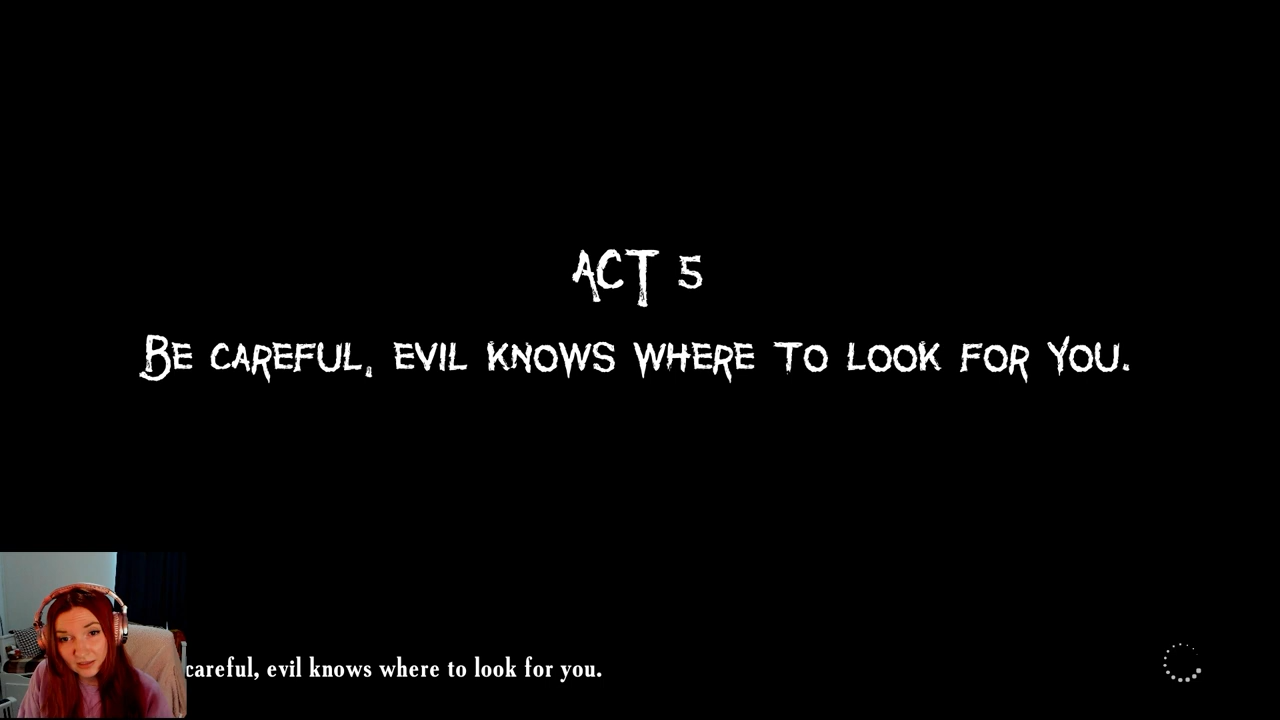 ACT 5
BE CAREFUL, EVIL KNOWS WHERE TO LOOK FOR YOU.
careful, evil knows where to look for you.